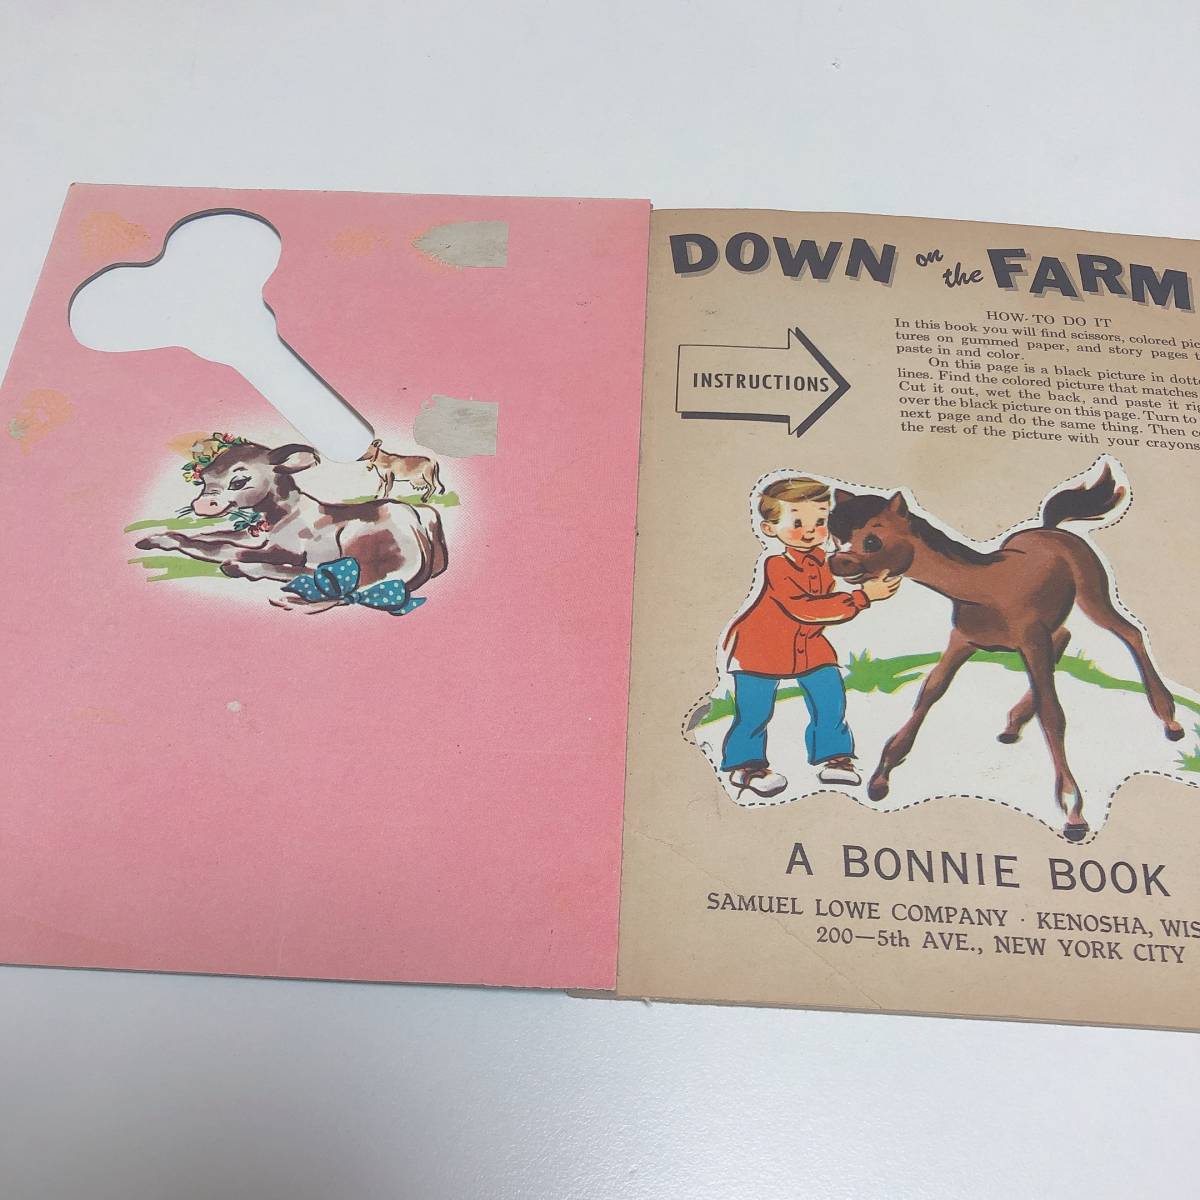 DOWN on the FARM
HOW TO DO IT
In this book you will find scissors, colored pic
tures on gummed paper, and story pages t
paste in and color.
On this page is a black picture in dotte
lines. Find the colored picture that matches
Cut it out, wet the back, and paste it rig
over the black picture on this page. Turn to
next page and do the same thing. Then co
the rest of the picture with your crayons
INSTRUCTIONS
A BONNIE BOOK
SAMUEL LOWE COMPANY · KENOSHA, WIS
200—5th AVE., NEW YORK CITY